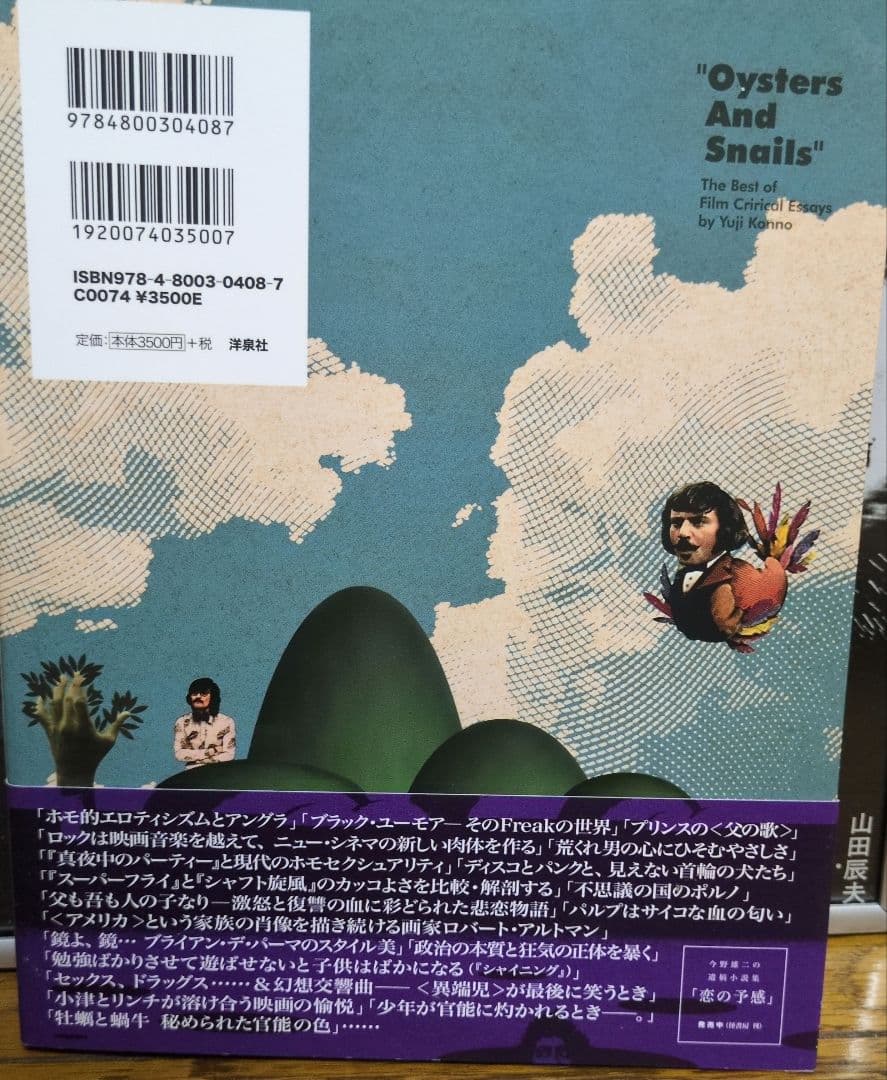 9784800304087
1920074035007
ISBN978-4-8003-0408-7
C0074 ¥3500E
定価:本体3500円+税 洋泉社
"Oysters
And
Snails"
The Best of
Film Crirical Essays
by Yuji Konno
「ホモ的エロティシズムとアングラ」「ブラック・ユーモア―そのFreakの世界」「プリンスの<父の歌>
「ロックは映画音楽を越えて、ニュー・シネマの新しい肉体を作る」「荒くれ男の心にひそむやさしさ」
「『真夜中のパーティー』と現代のホモセクシュアリティ」「ディスコとパンクと、見えない首輪の犬たち」
「『スーパーフライ』と『シャフト旋風』のカッコよさを比較・解剖する」「不思議の国のポルノ」
「父も吾も人の子なり―激怒と復讐の血に彩どられた悲恋物語」「パルプはサイコな血の匂い」
「<アメリカ>という家族の肖像を描き続ける画家ロバート・アルトマン」
「鏡よ、鏡… ブライアン・デ・パーマのスタイル美」「政治の本質と狂気の正体を暴く」
「勉強ばかりさせて遊ばせないと子供はばかになる(『シャイニング』)」
「セックス、ドラッグス……&幻想交響曲――<異端児>が最後に笑うとき」
「小津とリンチが溶け合う映画の愉悦」「少年が官能に灼かれるとき――。」
「牡蠣と蝸牛 秘められた官能の色」……
今野雄二の
遺稿小説集
「恋の予感」
発売中
山田辰夫